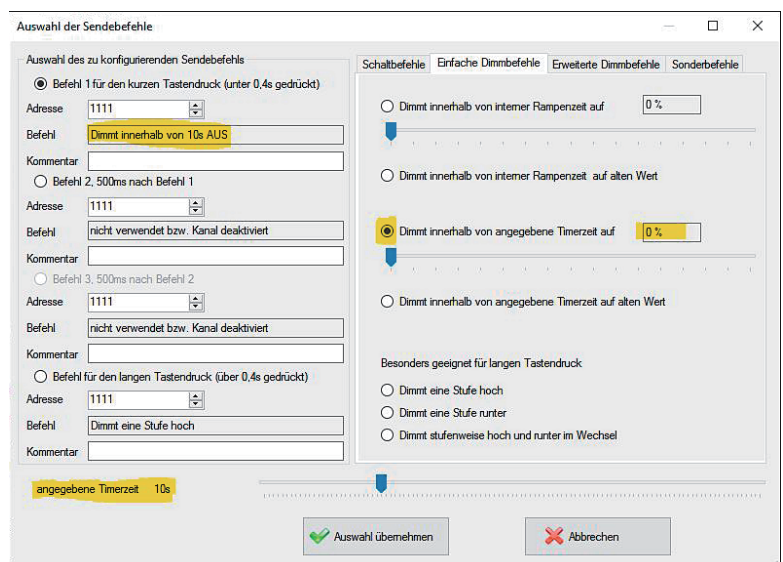 Auswahl der Sendebefehle
Auswahl des zu konfigurierenden Sendebefehls
Befehl 1 für den kurzen Tastendruck (unter 0,4s gedrückt)
Adresse 1111
Befehl Dimmt innerhalb von 10s AUS
Kommentar
Befehl 2, 500ms nach Befehl 1
Adresse 1111
Befehl nicht verwendet bzw. Kanal deaktiviert
Kommentar
Befehl 3, 500ms nach Befehl 2
Adresse 1111
Befehl nicht verwendet bzw. Kanal deaktiviert
Kommentar
Befehl für den langen Tastendruck (über 0,4s gedrückt)
Adresse 1111
Befehl Dimmt eine Stufe hoch
Kommentar
Schaltbefehle Einfache Dimmbefehle Erweiterte Dimmbefehle Sonderbefehle
Dimmt innerhalb von interner Rampenzeit auf 0 %
Dimmt innerhalb von interner Rampenzeit auf alten Wert
Dimmt innerhalb von angegebene Timerzeit auf 0 %
Dimmt innerhalb von angegebene Timerzeit auf alten Wert
Besonders geeignet für langen Tastendruck
Dimmt eine Stufe hoch
Dimmt eine Stufe runter
Dimmt stufenweise hoch und runter im Wechsel
angegebene Timerzeit 10s
Auswahl übernehmen
Abbrechen